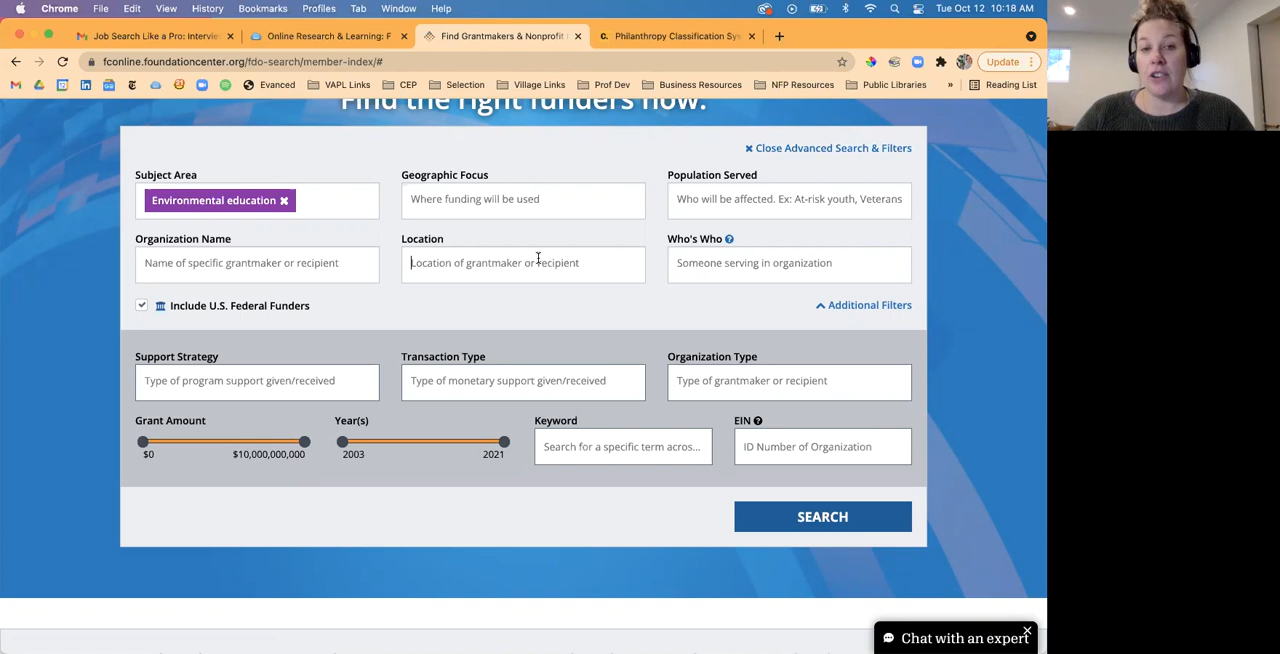 Chrome File Edit View History Bookmarks Profiles Tab Window Help Tue Oct 12 10:18 AM
Job Search Like a Pro: Intervie Online Research & Learning: F Find Grantmakers & Nonprofit Philanthropy Classification Sys
fconline.foundationcenter.org/fdo-search/member-index/# Update
Evanced VAPL Links CEP Selection Village Links Prof Dev Business Resources NFP Resources Public Libraries » Reading List
Find the right funders now.
Close Advanced Search & Filters
Subject Area Geographic Focus Population Served
Environmental education Where funding will be used Who will be affected. Ex: At-risk youth, Veterans
Organization Name Location Who's Who
Name of specific grantmaker or recipient Location of grantmaker or recipient Someone serving in organization
Include U.S. Federal Funders Additional Filters
Support Strategy Transaction Type Organization Type
Type of program support given/received Type of monetary support given/received Type of grantmaker or recipient
Grant Amount Year(s) Keyword EIN
Search for a specific term acros... ID Number of Organization
$0 $10,000,000,000 2003 2021
SEARCH
Chat with an expert